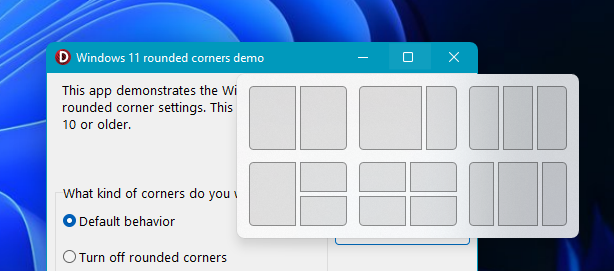 D Windows 11 rounded corners demo
This app demonstrates the Wi
rounded corner settings. This
10 or older.
What kind of corners do you
Default behavior
Turn off rounded corners